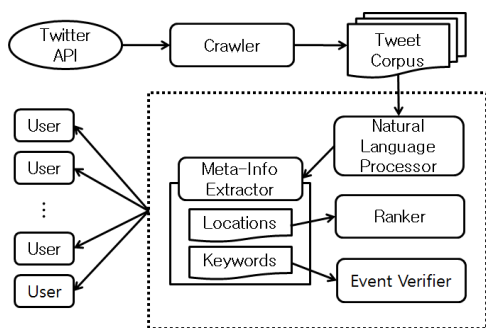 Twitter
API
Crawler
Tweet
Corpus
User
User
⋮
User
User
Natural
Language
Processor
Meta-Info
Extractor
Locations
Keywords
Ranker
Event Verifier